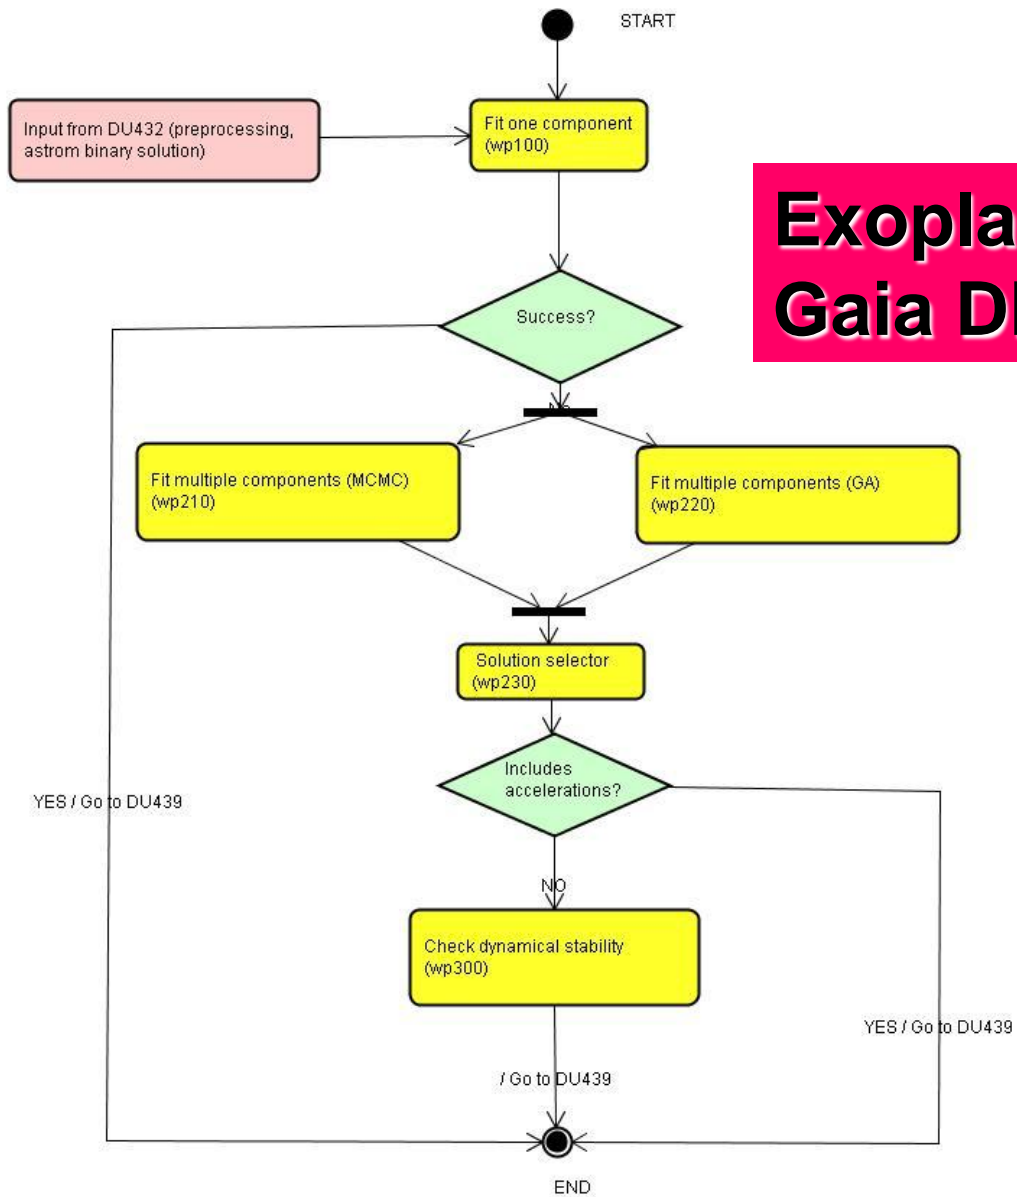 START
Input from DU432 (preprocessing,
astrom binary solution)
Fit one component
(wp100)
Exopla
Gaia D
Success?
Fit multiple components (MCMC)
(wp210)
Fit multiple components (GA)
(wp220)
Solution selector
(wp230)
Includes
accelerations?
YES / Go to DU439
NO
Check dynamical stability
(wp300)
YES / Go to DU439
/ Go to DU439
END